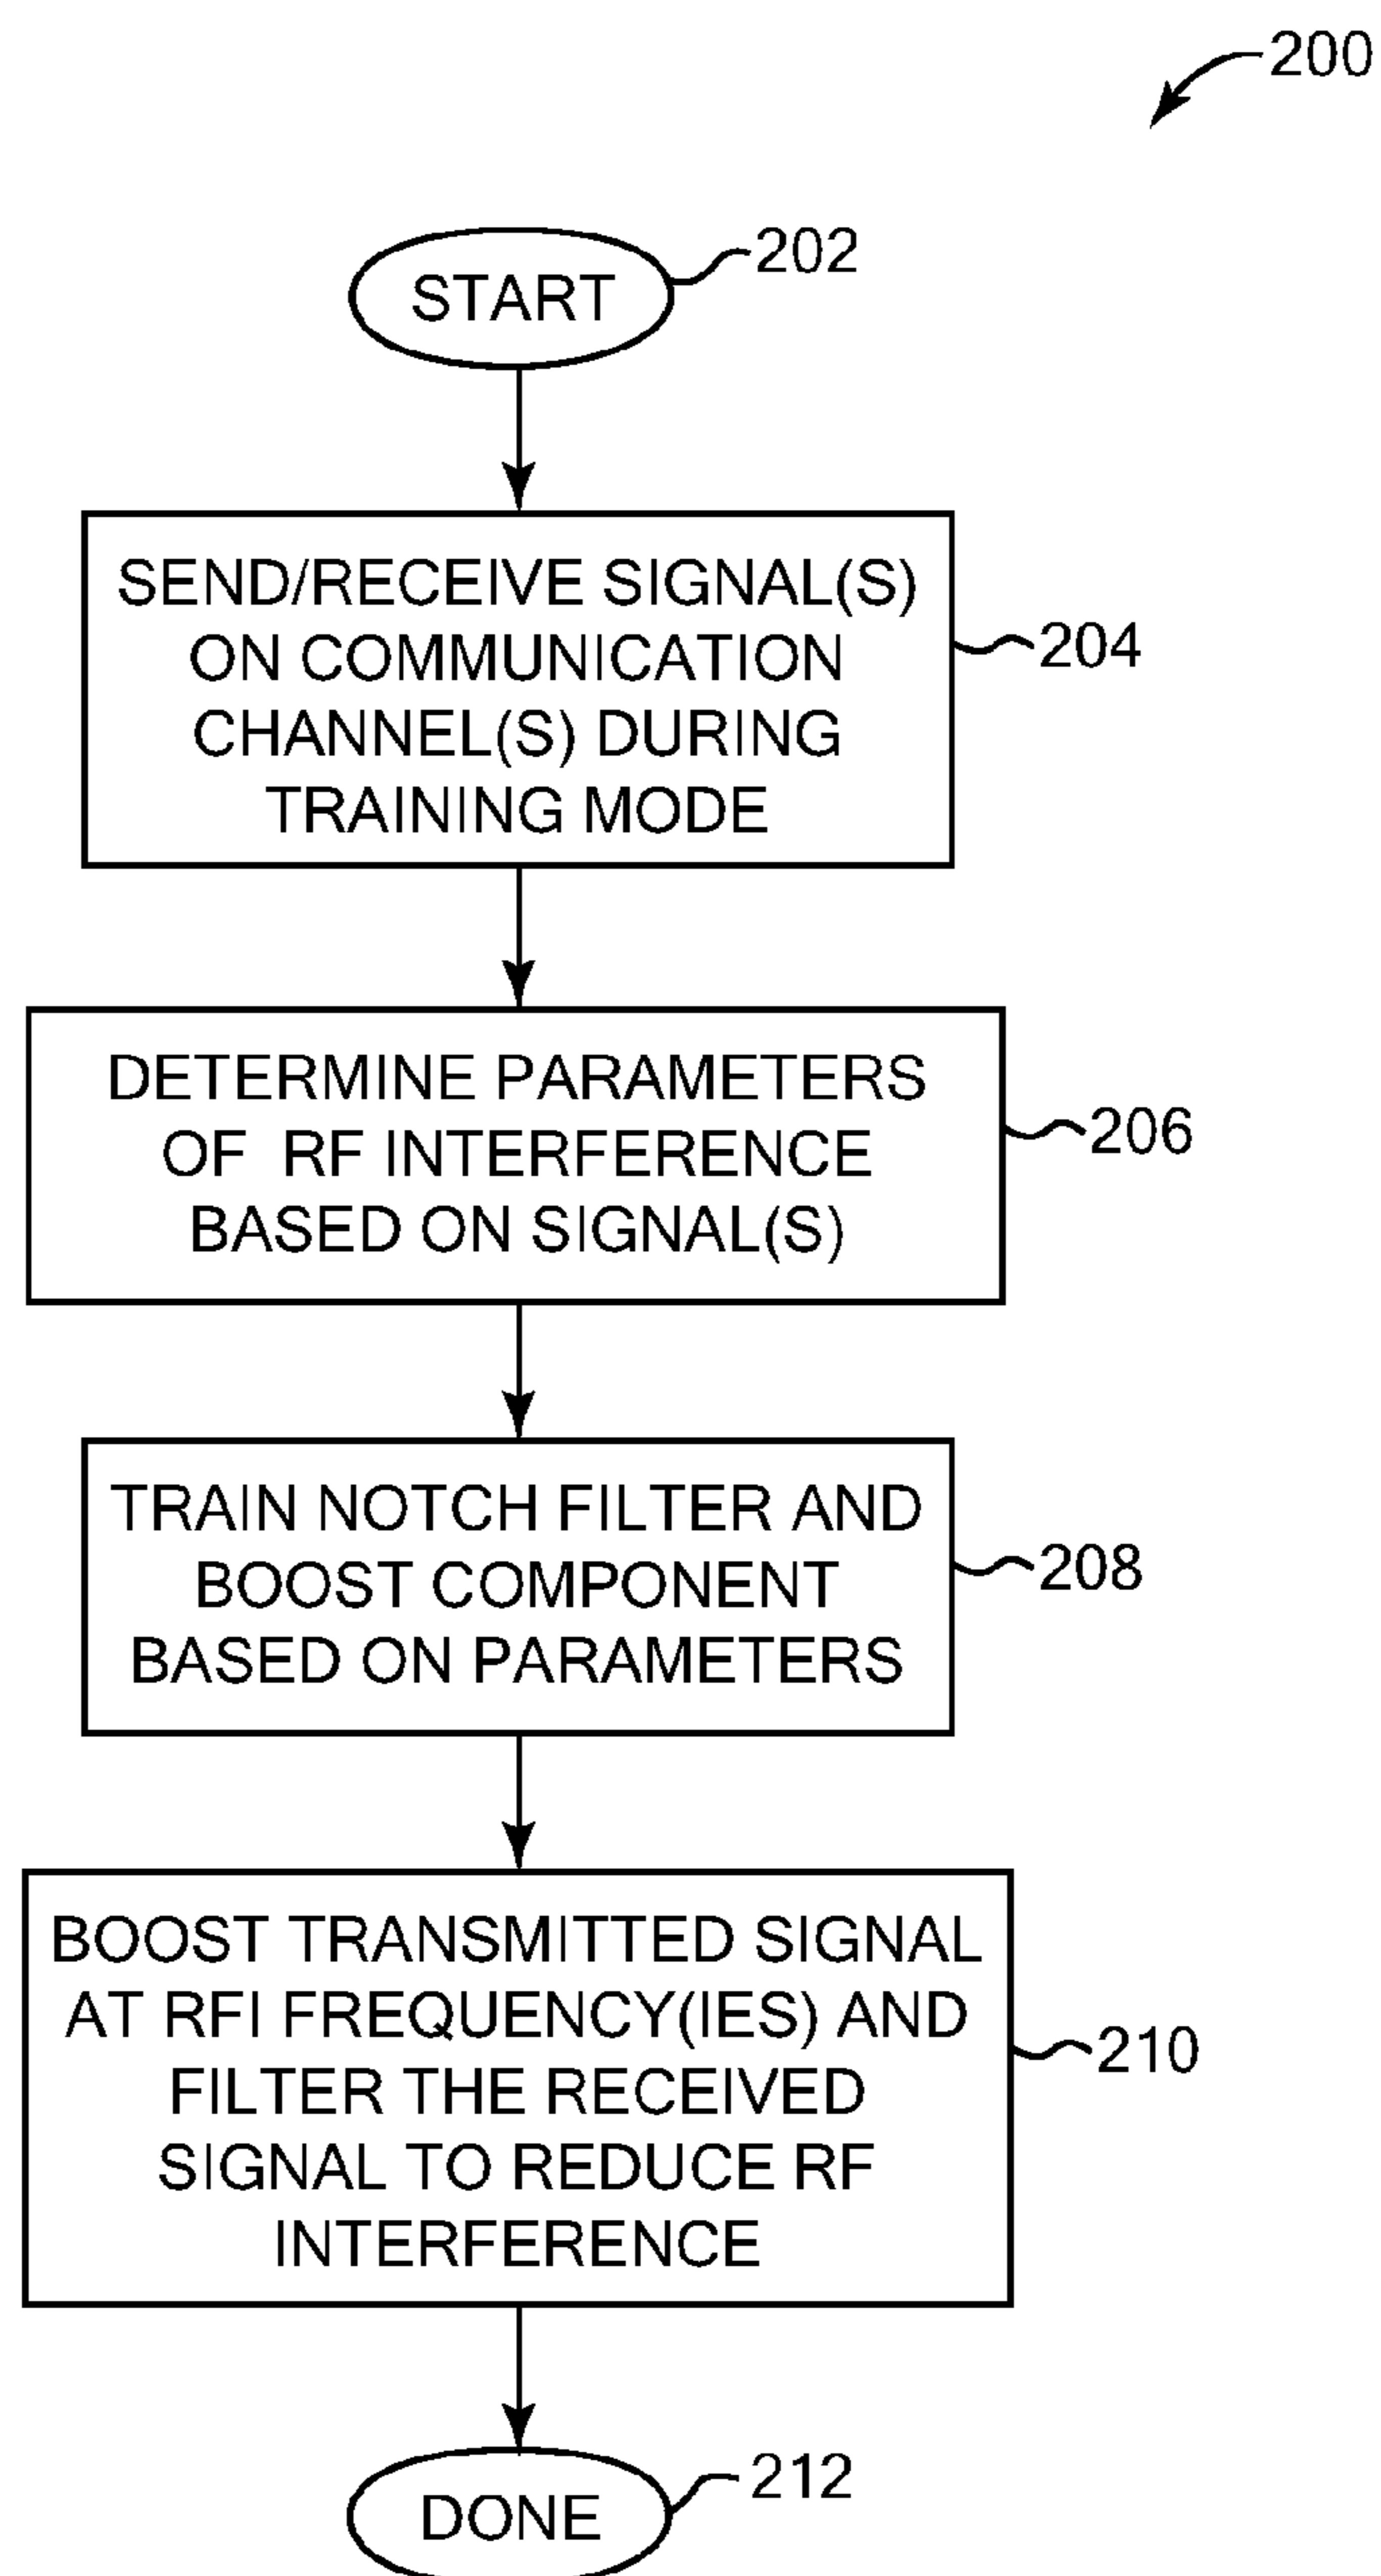 200
START
202
SEND/RECEIVE SIGNAL(S)
ON COMMUNICATION
CHANNEL(S) DURING
TRAINING MODE
204
DETERMINE PARAMETERS
OF RF INTERFERENCE
BASED ON SIGNAL(S)
206
TRAIN NOTCH FILTER AND
BOOST COMPONENT
BASED ON PARAMETERS
208
BOOST TRANSMITTED SIGNAL
AT RFI FREQUENCY(IES) AND
FILTER THE RECEIVED
SIGNAL TO REDUCE RF
INTERFERENCE
210
DONE
212